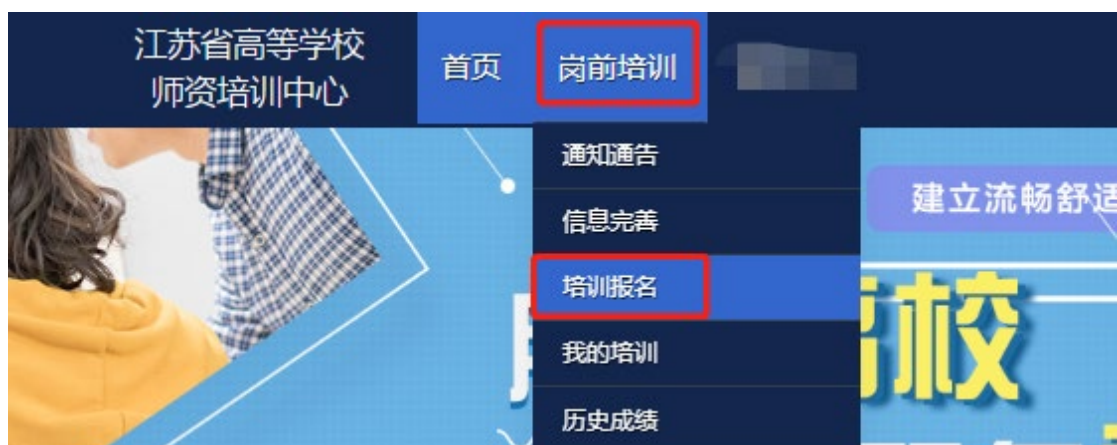 江苏省高等学校
师资培训中心
首页
岗前培训
通知通告
信息完善
培训报名
我的培训
历史成绩
建立流畅舒适
高校